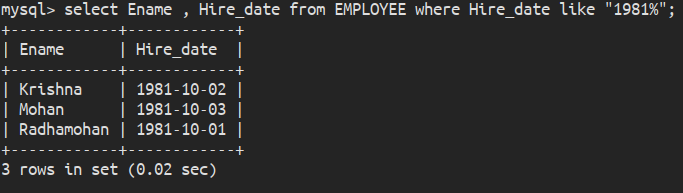 mysql> select Ename , Hire_date from EMPLOYEE where Hire_date like "1981%";
+------------+------------+
| Ename      | Hire_date  |
+------------+------------+
| Krishna    | 1981-10-02 |
| Mohan      | 1981-10-03 |
| Radhamohan | 1981-10-01 |
+------------+------------+
3 rows in set (0.02 sec)